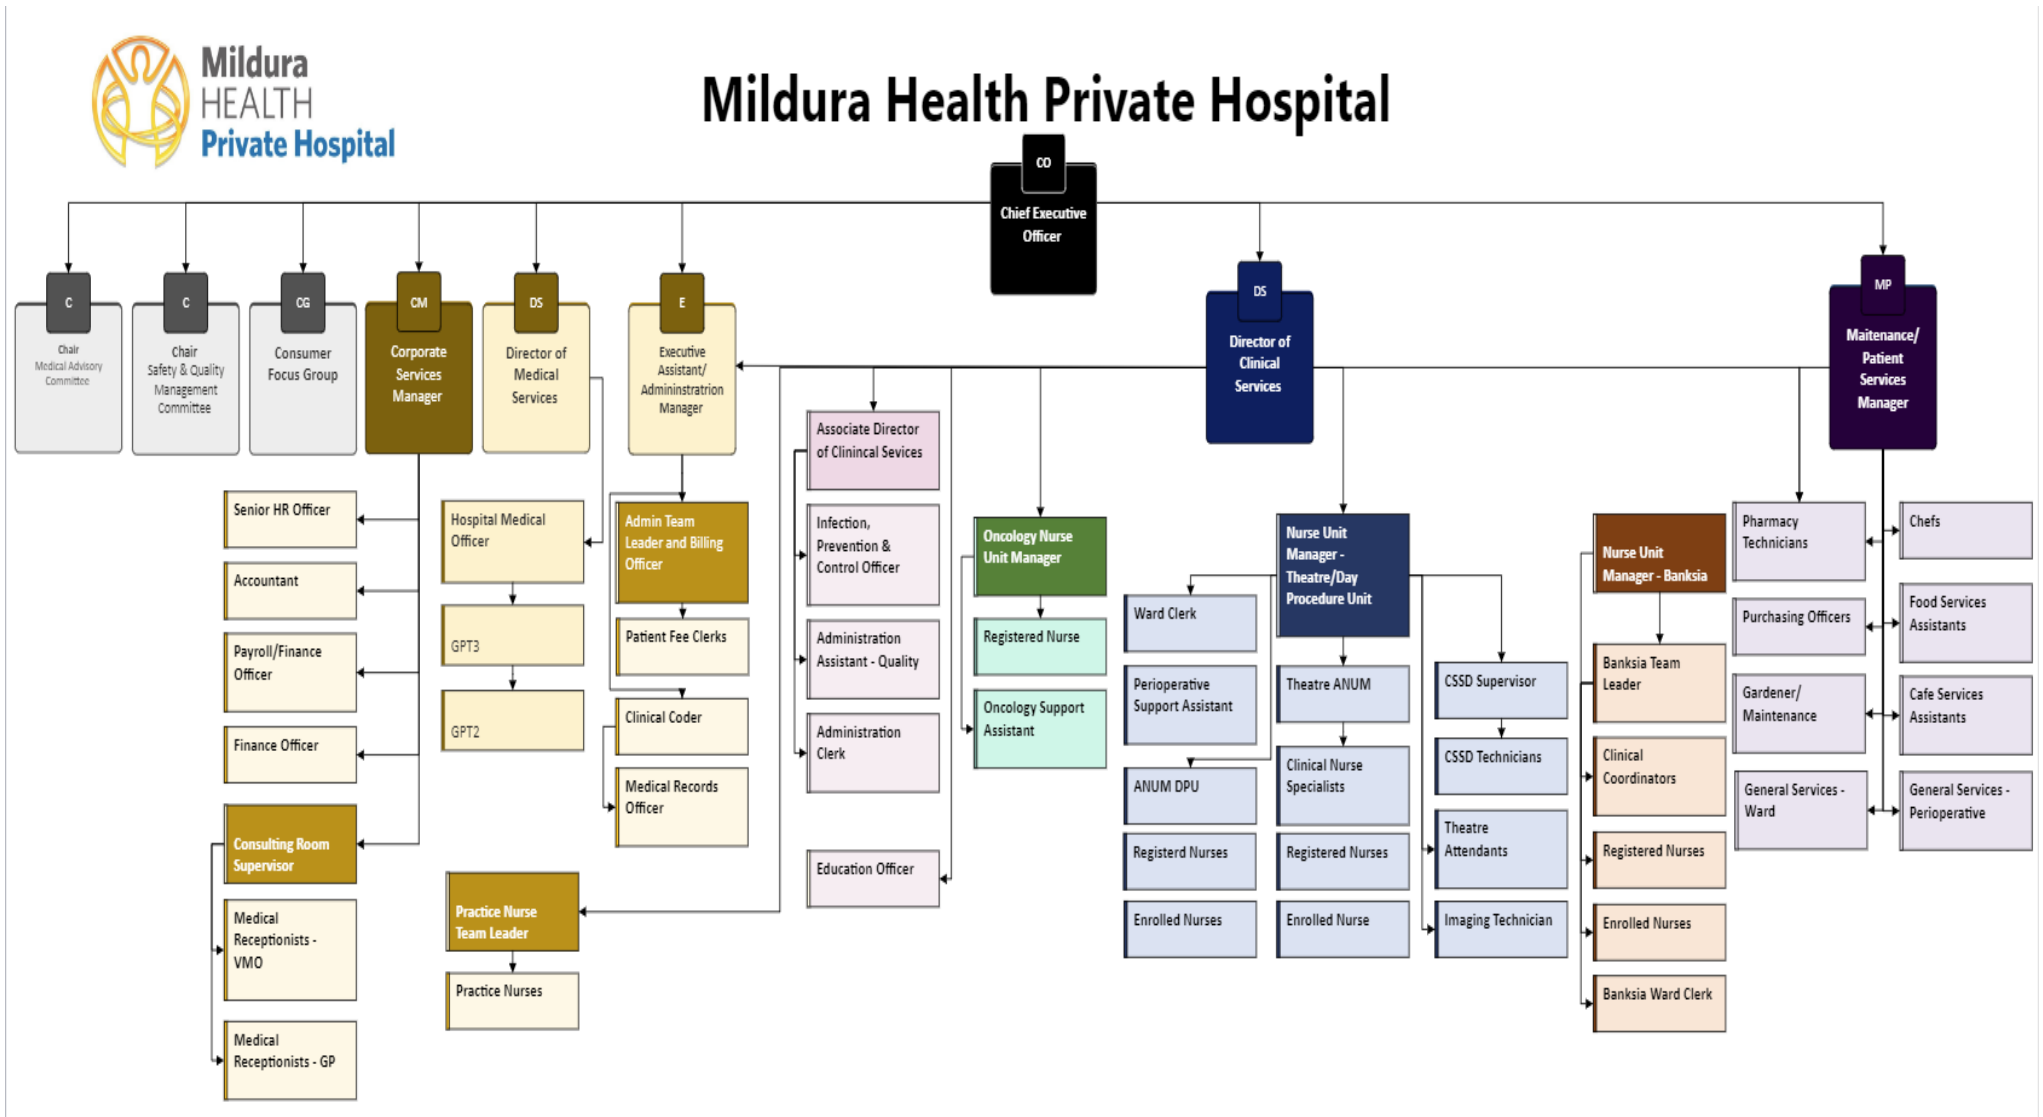 Mildura
HEALTH
Private Hospital
Mildura Health Private Hospital
CO
Chief Executive
Officer
C
Chair
Medical Advisory
Committee
C
Chair
Safety & Quality
Management
Committee
CG
Consumer
Focus Group
CM
Corporate
Services
Manager
DS
Director of
Medical
Services
E
Executive
Assistant/
Admininstratrion
Manager
DS
Director of
Clinical
Services
MP
Maitenance/
Patient
Services
Manager
Senior HR Officer
Accountant
Payroll/Finance
Officer
Finance Officer
Consulting Room
Supervisor
Medical
Receptionists -
VMO
Medical
Receptionists - GP
Hospital Medical
Officer
GPT3
GPT2
Practice Nurse
Team Leader
Practice Nurses
Admin Team
Leader and Billing
Officer
Patient Fee Clerks
Clinical Coder
Medical Records
Officer
Associate Director
of Clinincal Sevices
Infection,
Prevention &
Control Officer
Administration
Assistant - Quality
Administration
Clerk
Education Officer
Oncology Nurse
Unit Manager
Registered Nurse
Oncology Support
Assistant
Nurse Unit
Manager -
Theatre/Day
Procedure Unit
Ward Clerk
Perioperative
Support Assistant
ANUM DPU
Registerd Nurses
Enrolled Nurses
Theatre ANUM
Clinical Nurse
Specialists
Registered Nurses
Enrolled Nurse
CSSD Supervisor
CSSD Technicians
Theatre
Attendants
Imaging Technician
Nurse Unit
Manager - Banksia
Banksia Team
Leader
Clinical
Coordinators
Registered Nurses
Enrolled Nurses
Banksia Ward Clerk
Pharmacy
Technicians
Purchasing Officers
Gardener/
Maintenance
General Services -
Ward
Chefs
Food Services
Assistants
Cafe Services
Assistants
General Services -
Perioperative